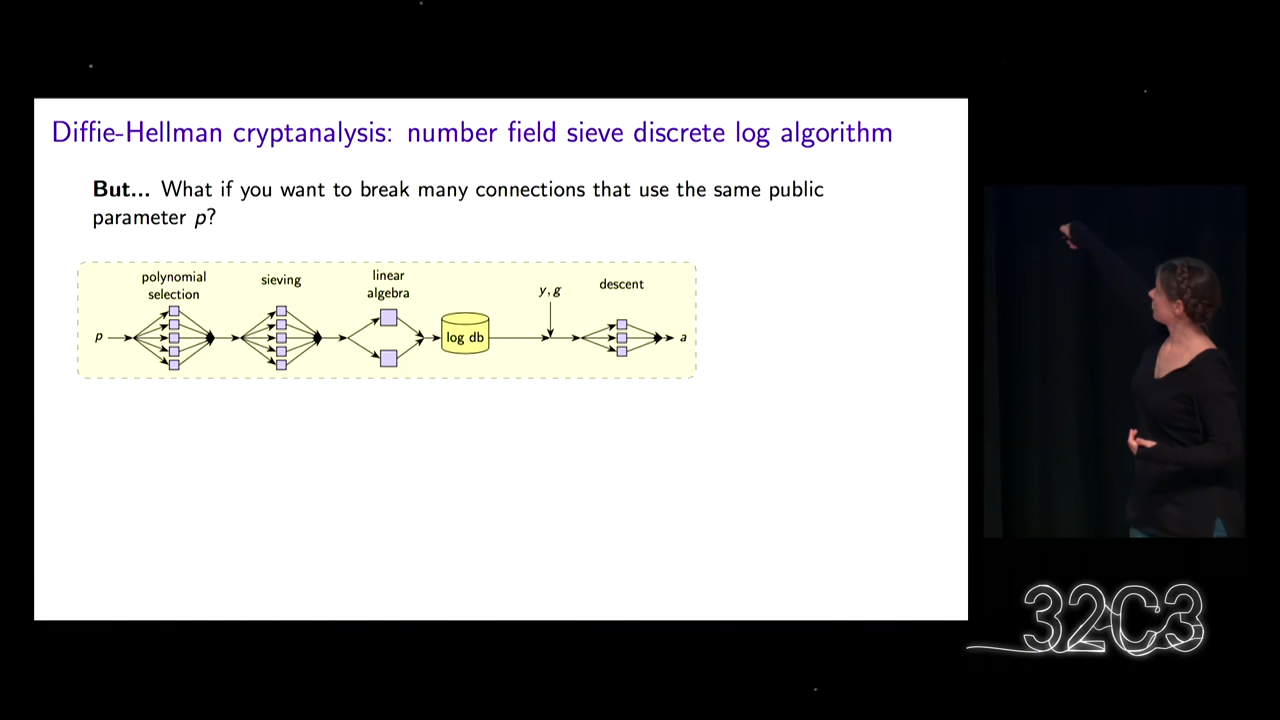 Diffie-Hellman cryptanalysis: number field sieve discrete log algorithm
But... What if you want to break many connections that use the same public
parameter p?
polynomial
selection
sieving
linear
algebra
y, g
descent
p
log db
a
32C3